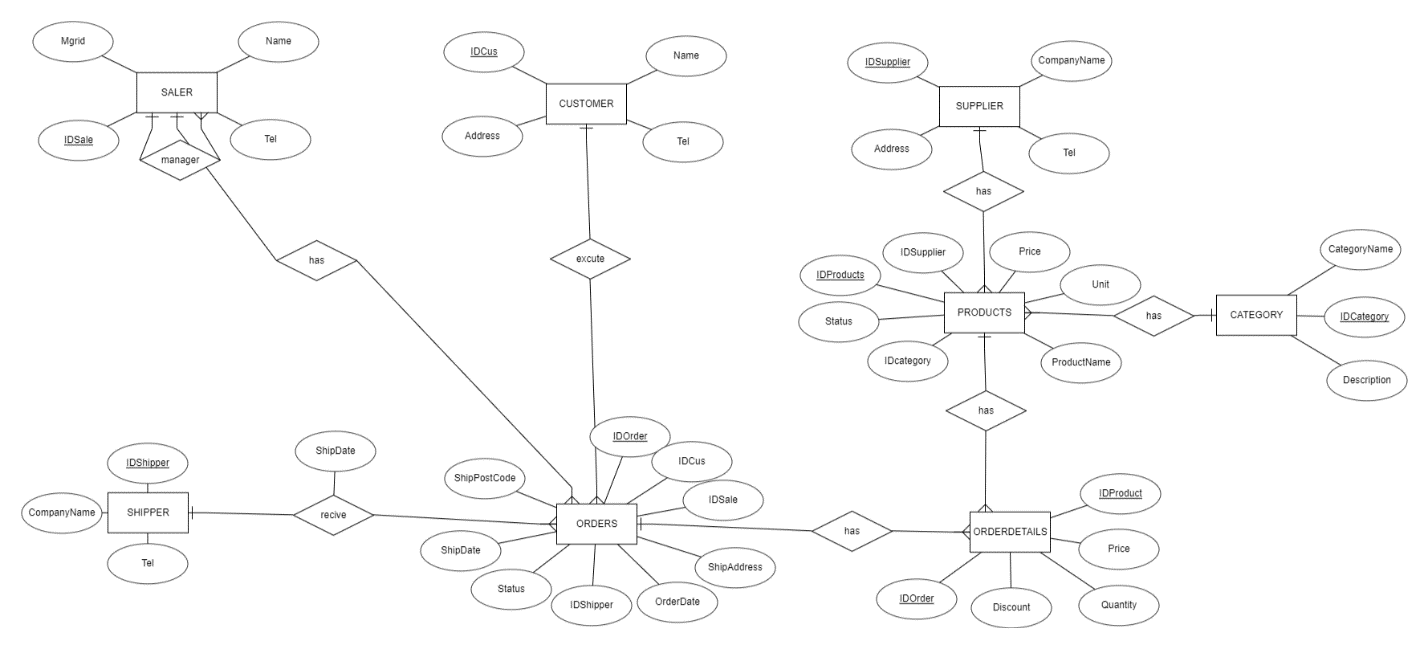 Mgrid
Name
SALER
IDSale
Tel
manager
has
IDCus
Name
CUSTOMER
Address
Tel
excute
IDSupplier
CompanyName
SUPPLIER
Address
Tel
has
IDSupplier
Price
IDProducts
Unit
PRODUCTS
Status
IDcategory
ProductName
has
CategoryName
CATEGORY
IDCategory
Description
has
IDShipper
CompanyName
SHIPPER
Tel
ShipDate
recive
IDOrder
IDCus
ShipPostCode
IDSale
ORDERS
ShipDate
ShipAddress
Status
IDShipper
OrderDate
has
IDProduct
ORDERDETAILS
Price
IDOrder
Discount
Quantity